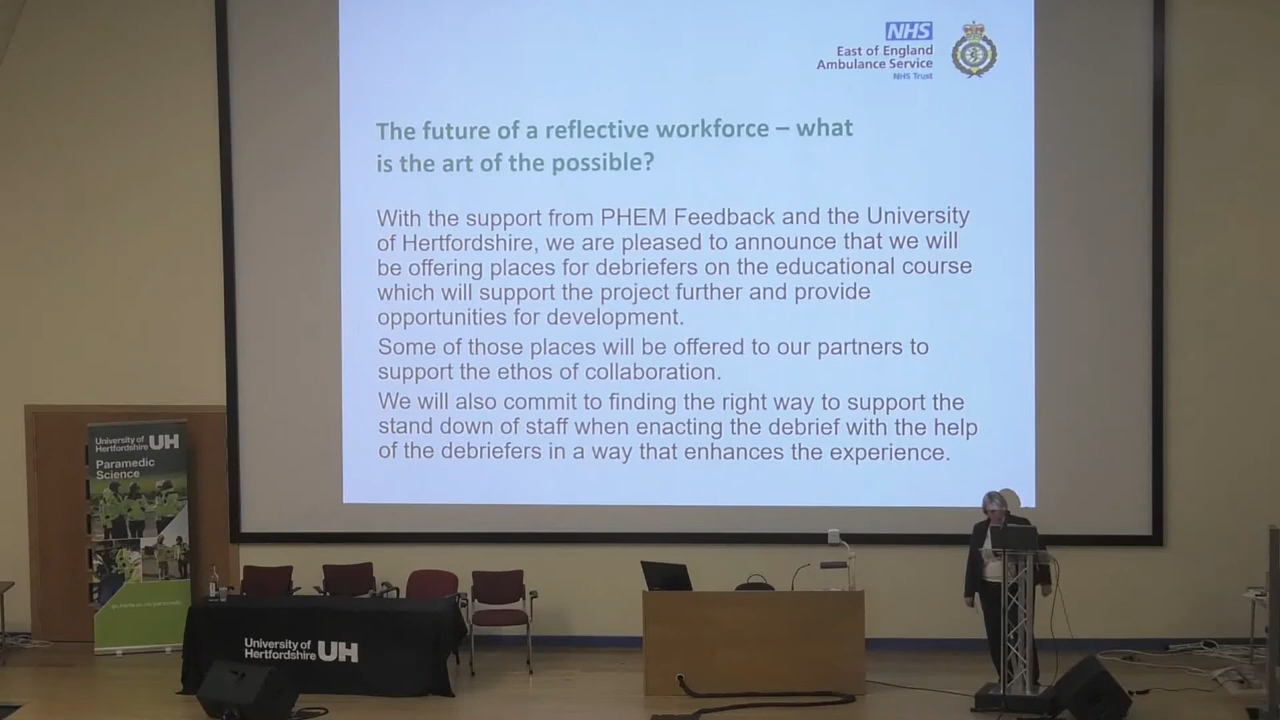 NHS
East of England
Ambulance Service
NHS Trust
The future of a reflective workforce – what
is the art of the possible?
With the support from PHEM Feedback and the University
of Hertfordshire, we are pleased to announce that we will
be offering places for debriefers on the educational course
which will support the project further and provide
opportunities for development.
Some of those places will be offered to our partners to
support the ethos of collaboration.
We will also commit to finding the right way to support the
stand down of staff when enacting the debrief with the help
of the debriefers in a way that enhances the experience.
University of
Hertfordshire UH
Paramedic
Science
University of
Hertfordshire UH